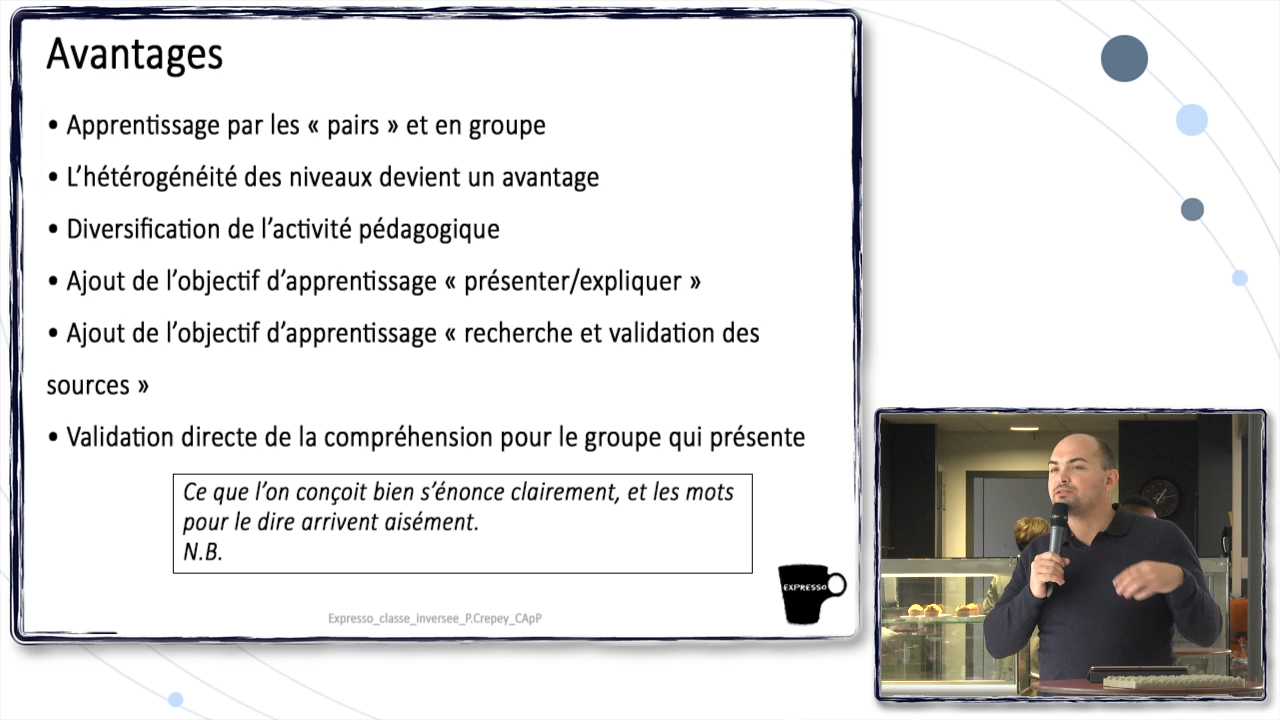 Avantages
• Apprentissage par les « pairs » et en groupe
• L’hétérogénéité des niveaux devient un avantage
• Diversification de l’activité pédagogique
• Ajout de l’objectif d’apprentissage « présenter/expliquer »
• Ajout de l’objectif d’apprentissage « recherche et validation des
sources »
• Validation directe de la compréhension pour le groupe qui présente
Ce que l’on conçoit bien s’énonce clairement, et les mots
pour le dire arrivent aisément.
N.B.
EXPRESSO
Expresso_classe_inversee_P.Crepey_CApP